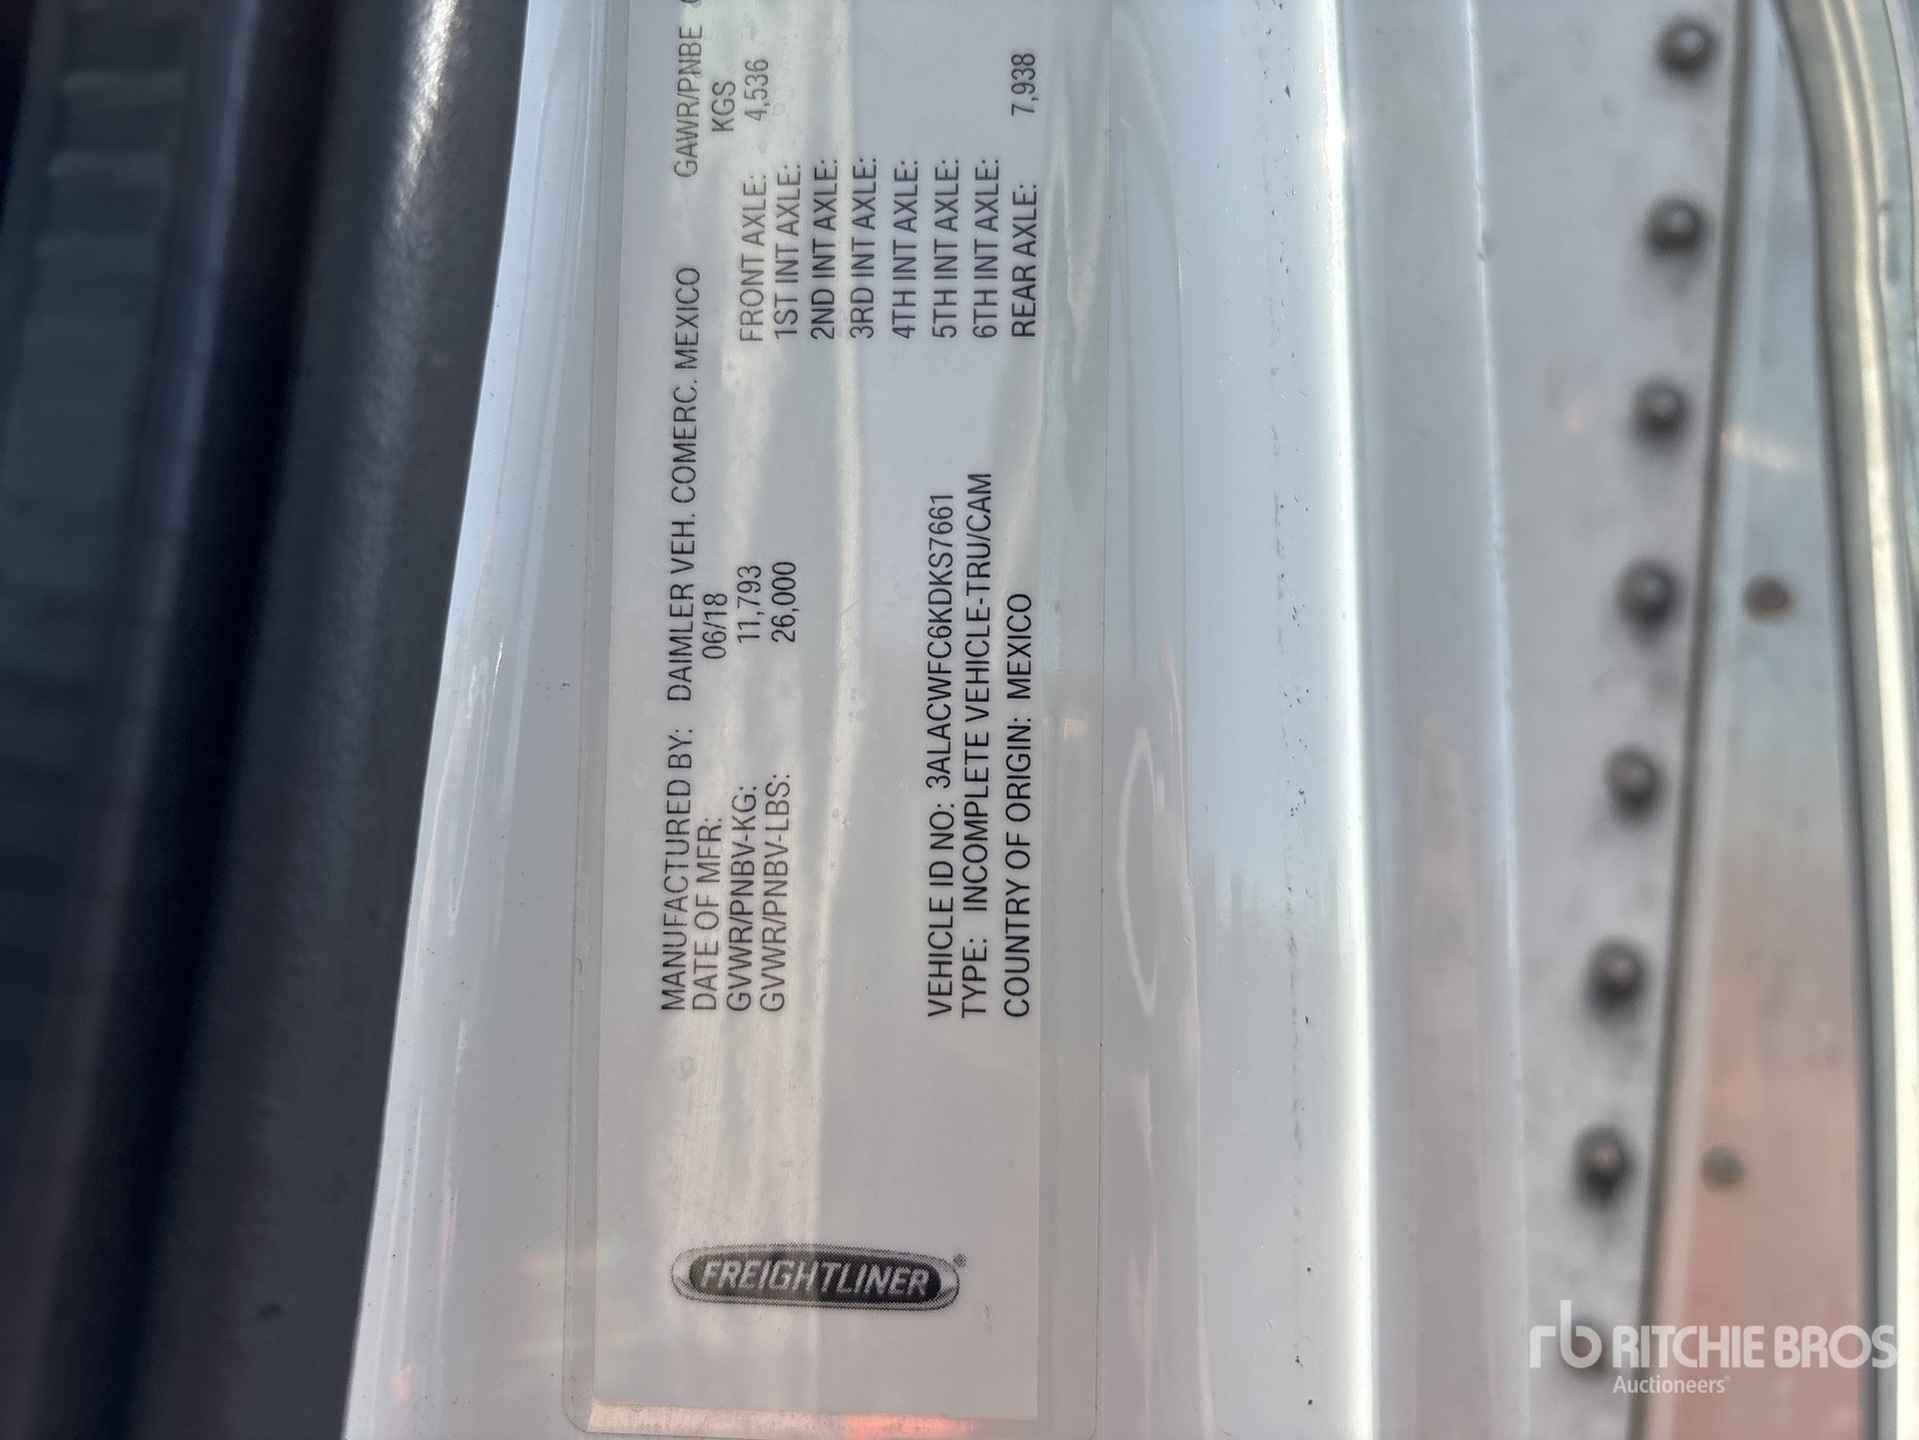 MANUFACTURED BY: DAIMLER VEH. COMERC. MEXICO GAWR/PNBE
DATE OF MFR: 06/18 KGS
GVWR/PNBV-KG: 11,793 FRONT AXLE: 4,536
GVWR/PNBV-LBS: 26,000 1ST INT AXLE:
2ND INT AXLE:
3RD INT AXLE:
4TH INT AXLE:
VEHICLE ID NO: 3ALACWFC6KDKS7661 5TH INT AXLE:
TYPE: INCOMPLETE VEHICLE-TRU/CAM 6TH INT AXLE:
COUNTRY OF ORIGIN: MEXICO REAR AXLE: 7,938
FREIGHTLINER®
rb RITCHIE BROS
Auctioneers®